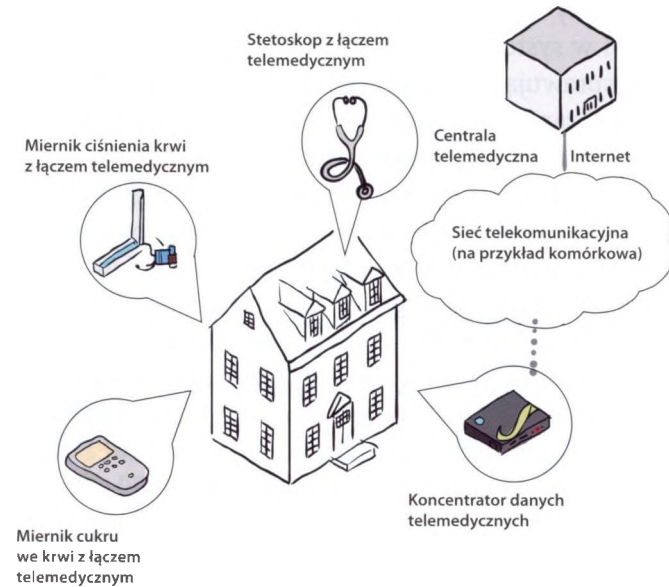 Stetoskop z łączem
telemedycznym
Miernik ciśnienia krwi
z łączem telemedycznym
Centrala
telemedyczna
Internet
Sieć telekomunikacyjna
(na przykład komórkowa)
Koncentrator danych
telemedycznych
Miernik cukru
we krwi z łączem
telemedycznym